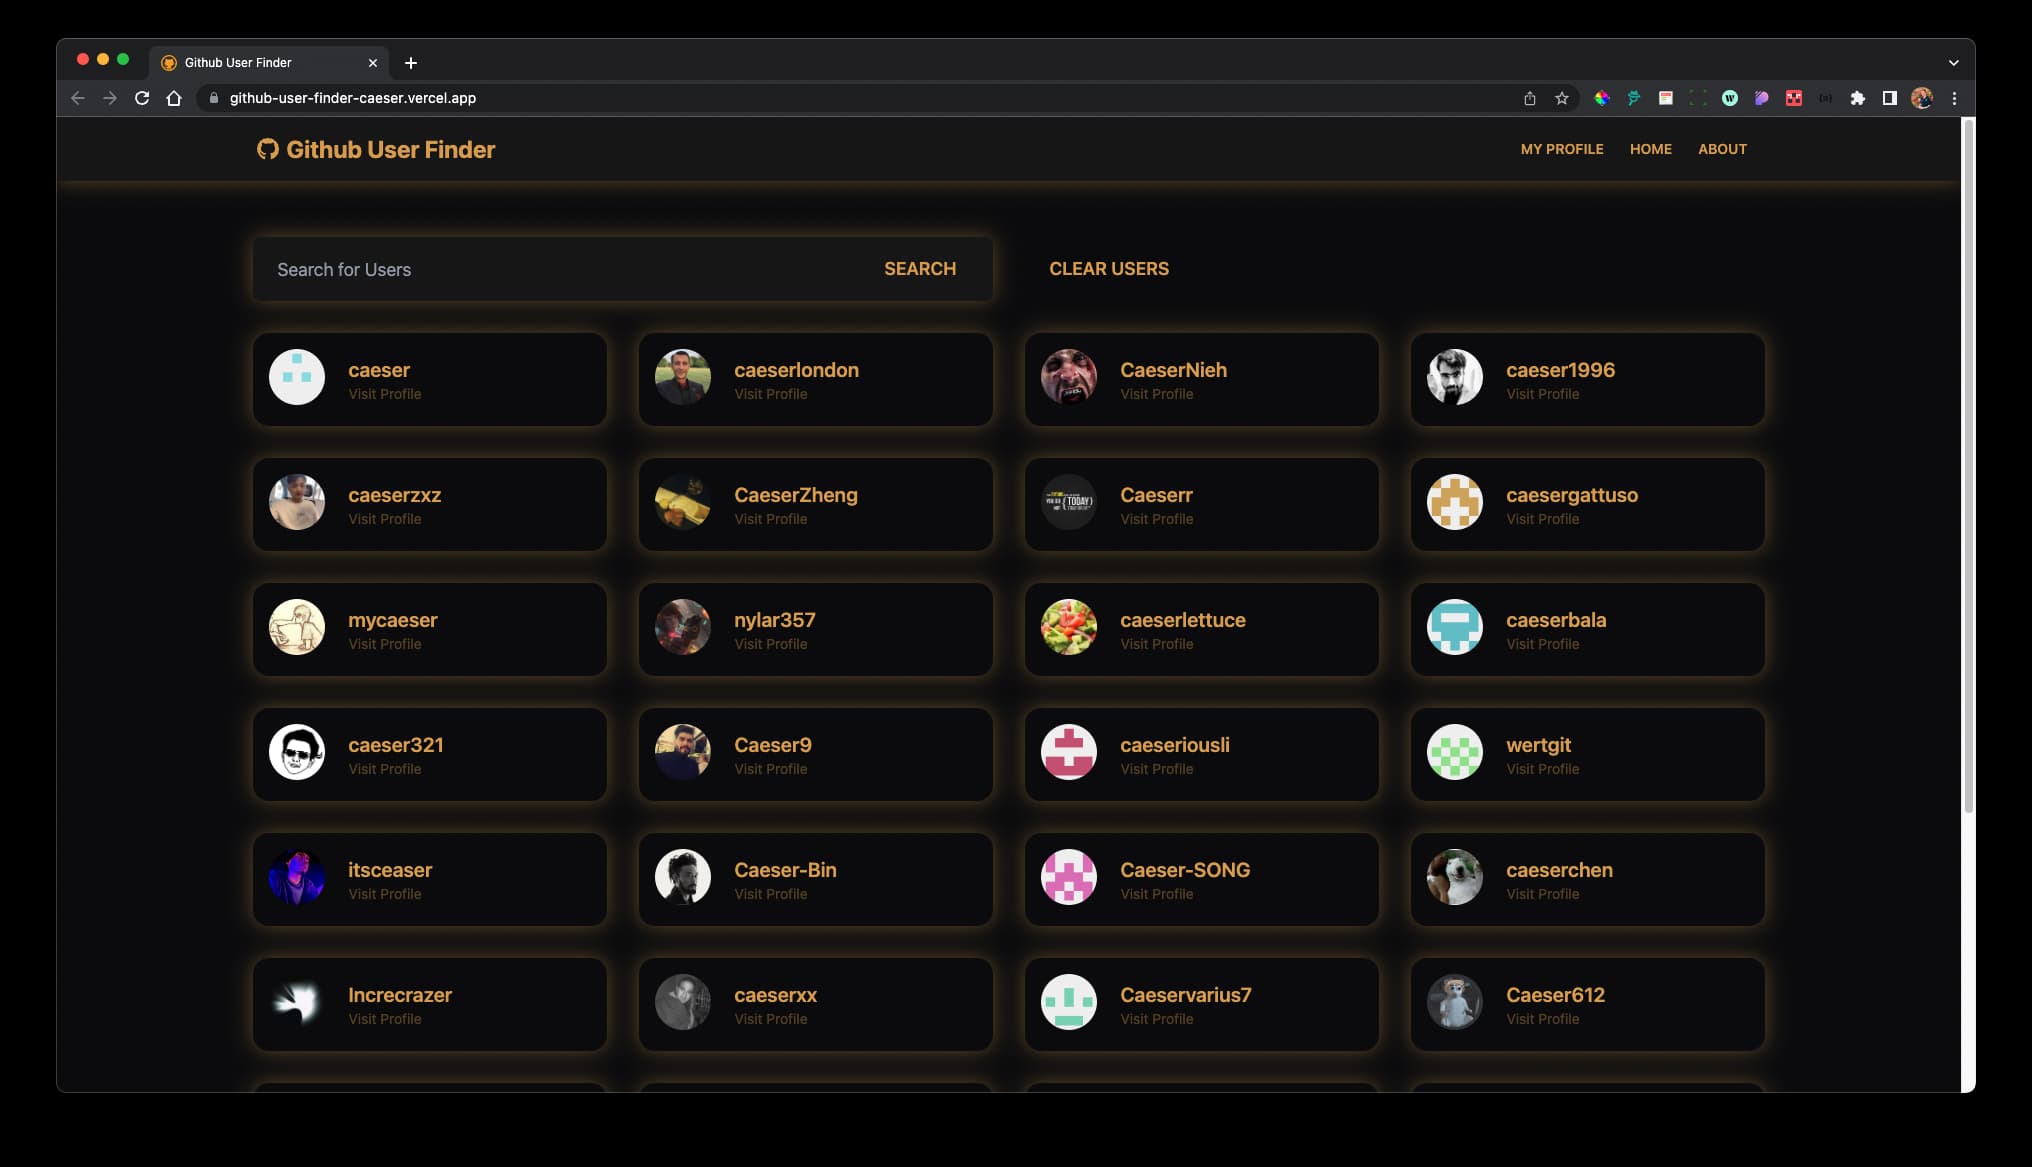 Github User Finder
github-user-finder-caeser.vercel.app
Github User Finder
MY PROFILE HOME ABOUT
Search for Users SEARCH CLEAR USERS
caeser caeserlondon CaeserNieh caeser1996
Visit Profile Visit Profile Visit Profile Visit Profile
caeserzxz CaeserZheng Caeserr caesergattuso
Visit Profile Visit Profile Visit Profile Visit Profile
mycaeser nylar357 caeserlettuce caeserbala
Visit Profile Visit Profile Visit Profile Visit Profile
caeser321 Caeser9 caeseriousli wertgit
Visit Profile Visit Profile Visit Profile Visit Profile
itsceaser Caeser-Bin Caeser-SONG caeserchen
Visit Profile Visit Profile Visit Profile Visit Profile
Increcrazer caeserxx Caeservarius7 Caeser612
Visit Profile Visit Profile Visit Profile Visit Profile